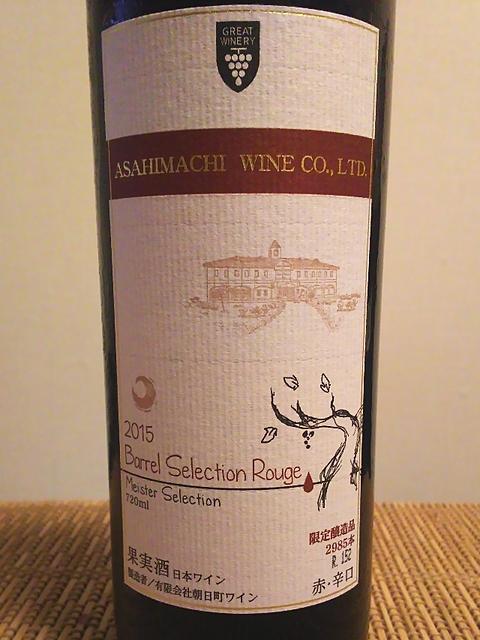 GREAT
WINERY
ASAHIMACHI WINE CO., LTD.
2015
Barrel Selection Rouge
Meister Selection
720ml
限定醸造品
2985本
R. 152
果実酒 日本ワイン
製造者/有限会社朝日町ワイン
赤・辛口